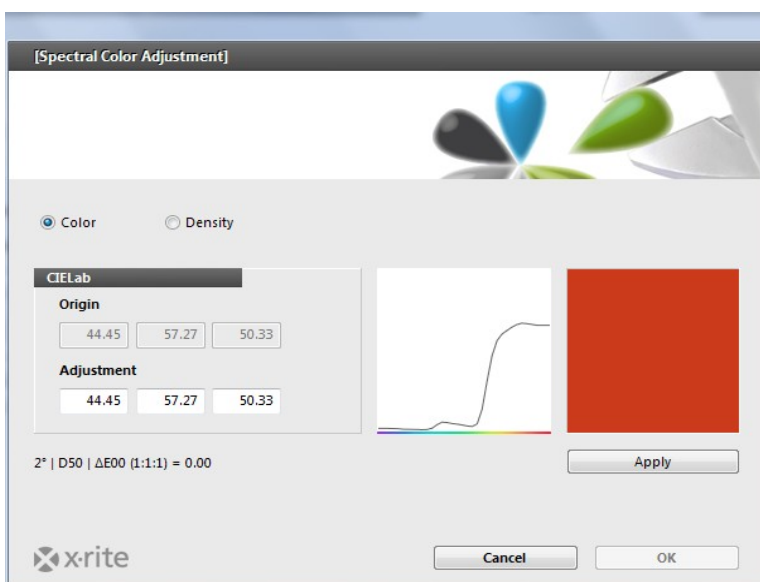 [Spectral Color Adjustment]
Color Density
CIELab
Origin
44.45 57.27 50.33
Adjustment
44.45 57.27 50.33
2° | D50 | ΔE00 (1:1:1) = 0.00
Apply
x·rite
Cancel OK